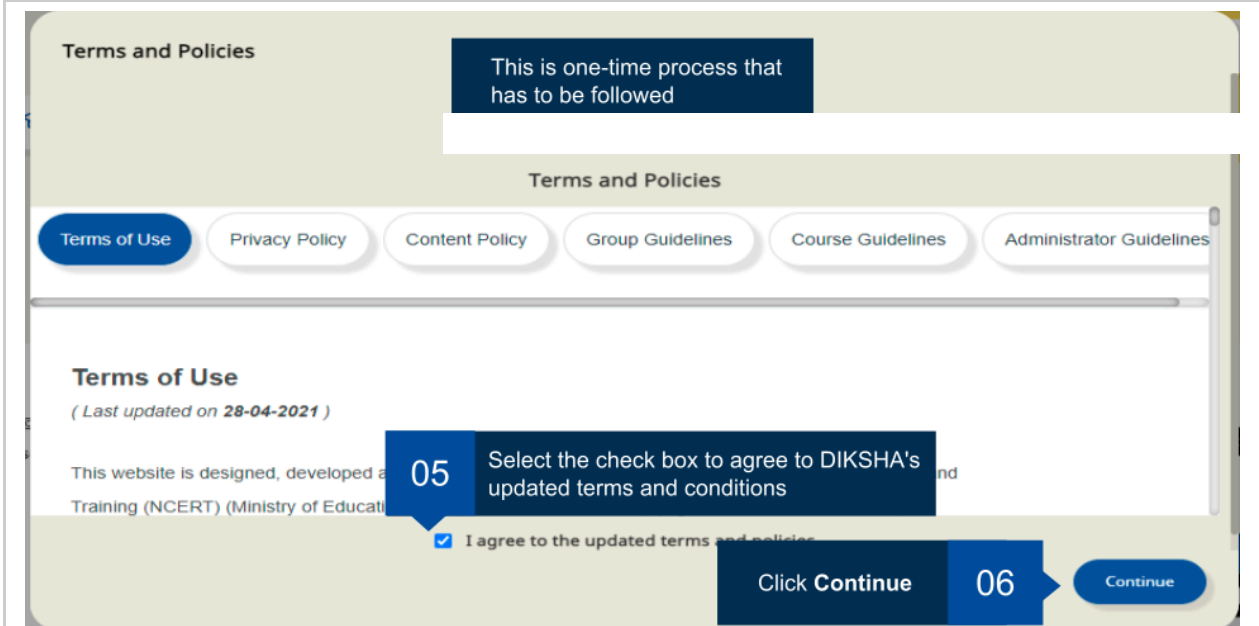 Terms and Policies
This is one-time process that
has to be followed
Terms and Policies
Terms of Use
Privacy Policy
Content Policy
Group Guidelines
Course Guidelines
Administrator Guidelines
Terms of Use
( Last updated on 28-04-2021 )
This website is designed, developed
nd
Training (NCERT) (Ministry of
05
Select the check box to agree to DIKSHA's
updated terms and conditions
I agree to the updated terms and policies
Click Continue
06
Continue